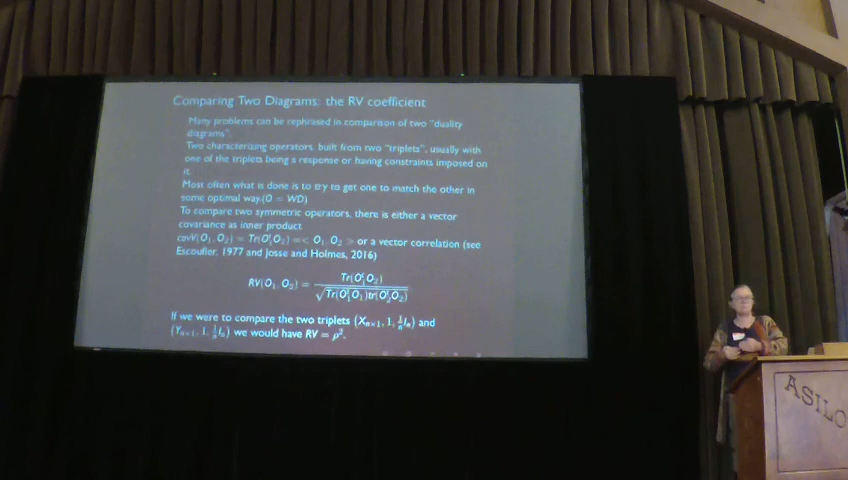 Comparing Two Diagrams: the RV coefficient
Many problems can be rephrased in comparison of two "duality
diagrams".
Two characterizing operators, built from two "triplets", usually with
one of the triplets being a response or having constraints imposed on
it.
Most often what is done is to try to get one to match the other in
some optimal way.(O = WD)
To compare two symmetric operators, there is either a vector
covariance as inner product
covV(O₁, O₂) = Tr(O₁ᵗO₂) =< O₁, O₂ > or a vector correlation (see
Escoufier, 1977 and Josse and Holmes, 2016)
RV(O₁, O₂) = Tr(O₁ᵗO₂) / √Tr(O₁ᵗO₁)tr(O₂ᵗO₂)
If we were to compare the two triplets (Xₙₓ₁, 1, 1/n Iₙ) and
(Yₙₓ₁, 1, 1/n Iₙ) we would have RV = ρ².
ASILO